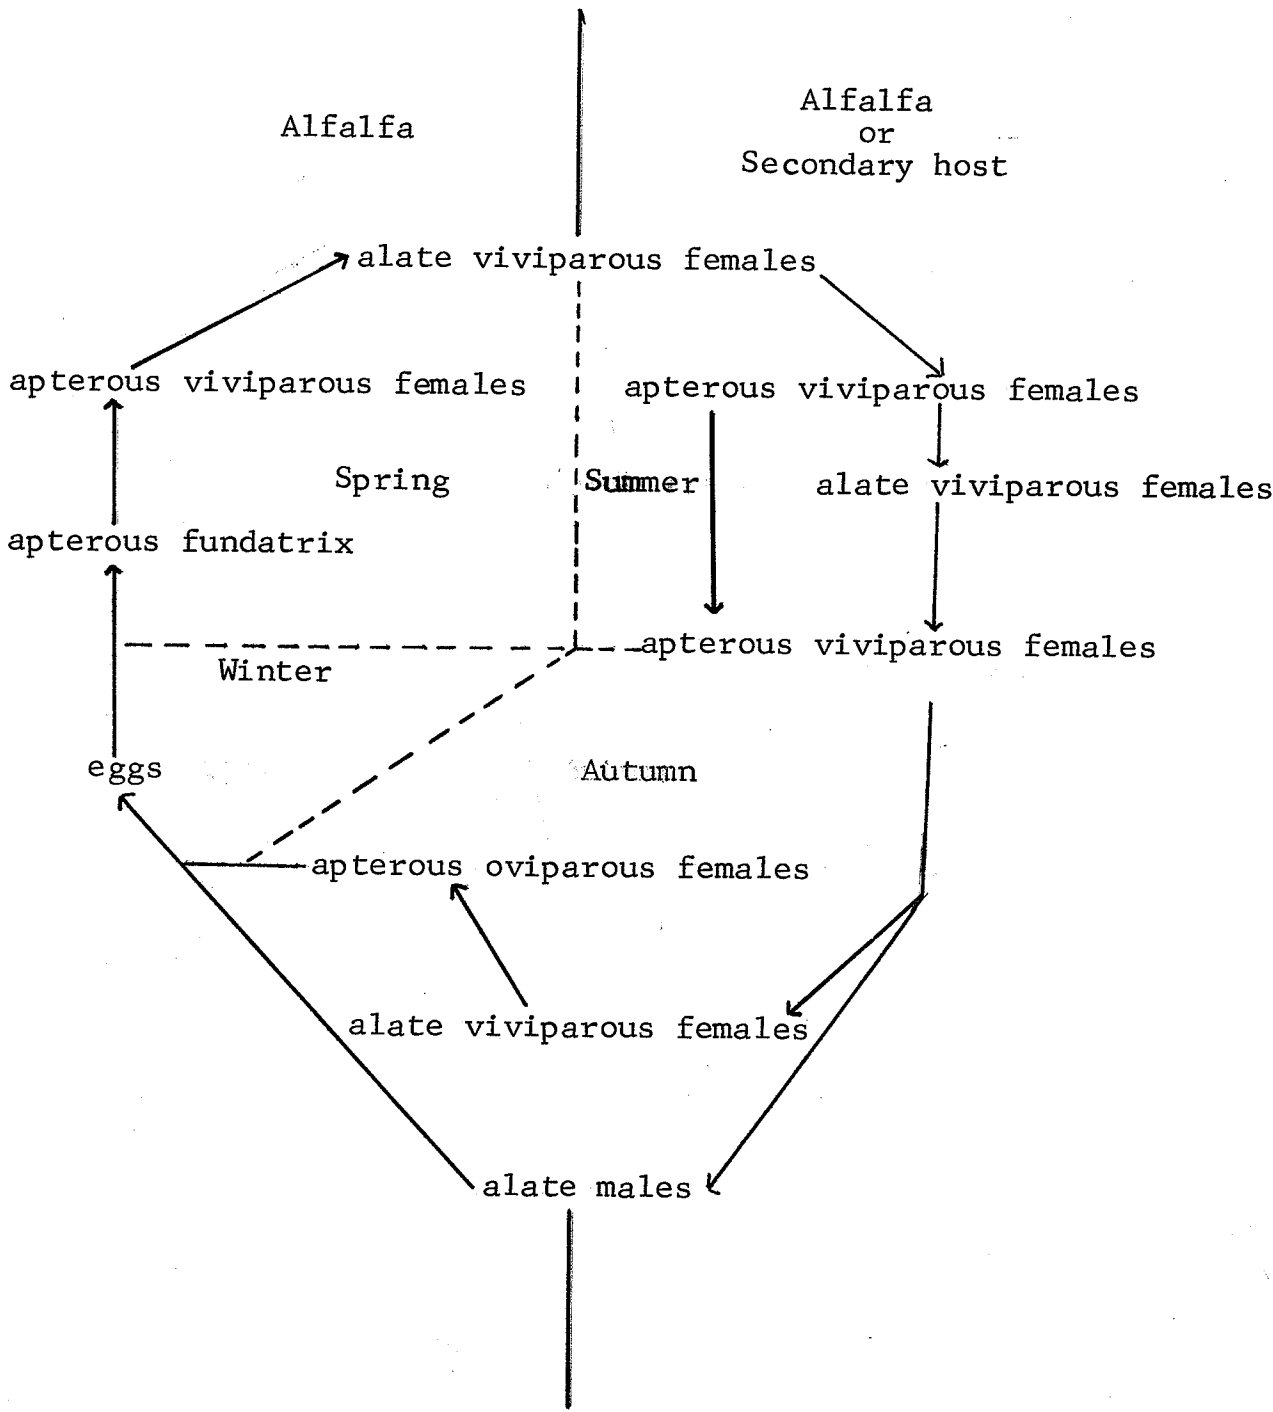 Alfalfa
Alfalfa
or
Secondary host
alate viviparous females
apterous viviparous females
apterous viviparous females
Spring
Summer
alate viviparous females
apterous fundatrix
apterous viviparous females
Winter
eggs
Autumn
apterous oviparous females
alate viviparous females
alate males